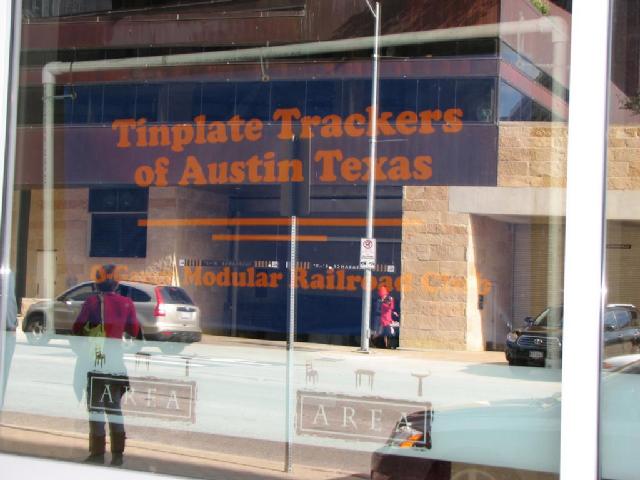 Tinplate Trackers
of Austin Texas
O-Gauge Modular Railroad Club
AREA
AREA